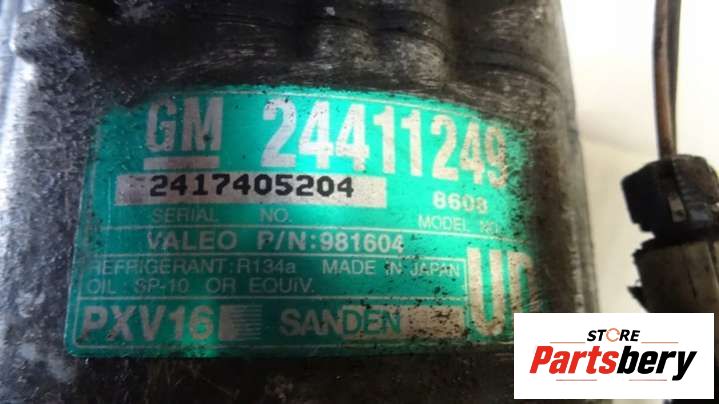 GM 24411249
2417405204 8608
SERIAL NO. MODEL NO.
VALEO P/N:981604
REFRIGERANT:R134a MADE IN JAPAN
OIL: SP-10 OR EQUIV.
PXV16 SANDEN
STORE
Partsbery